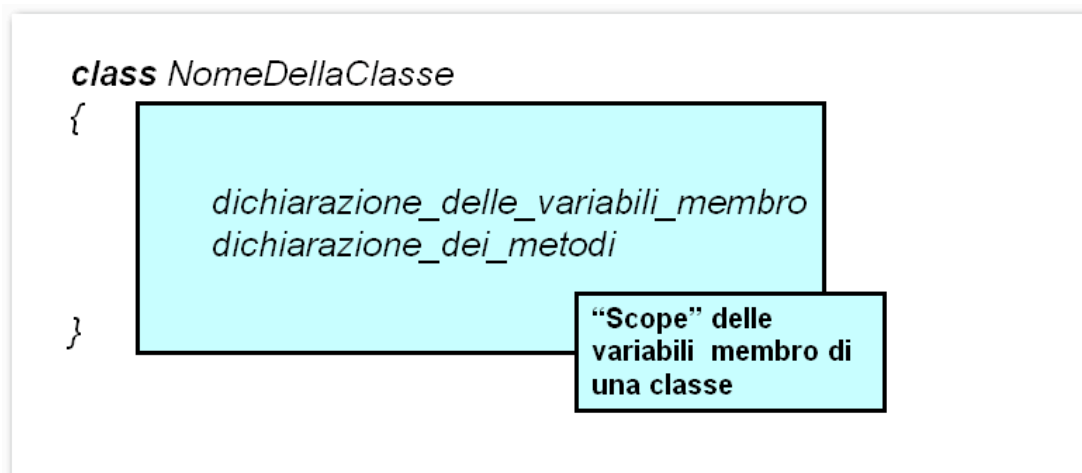 class NomeDellaClasse
{
dichiarazione_delle_variabili_membro
dichiarazione_dei_metodi
}
“Scope” delle
variabili membro di
una classe